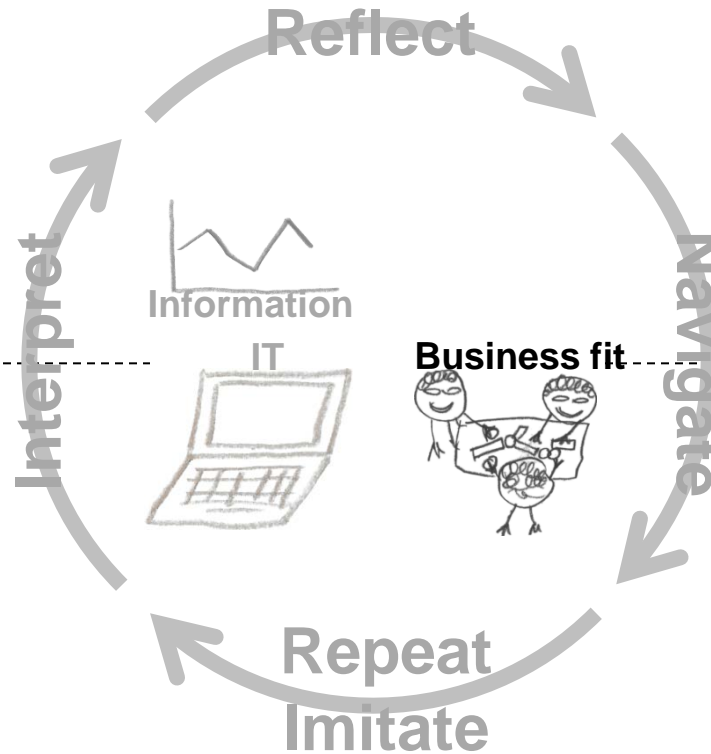 Reflect
Interpret
Navigate
Information
IT
Business fit
Repeat
Imitate